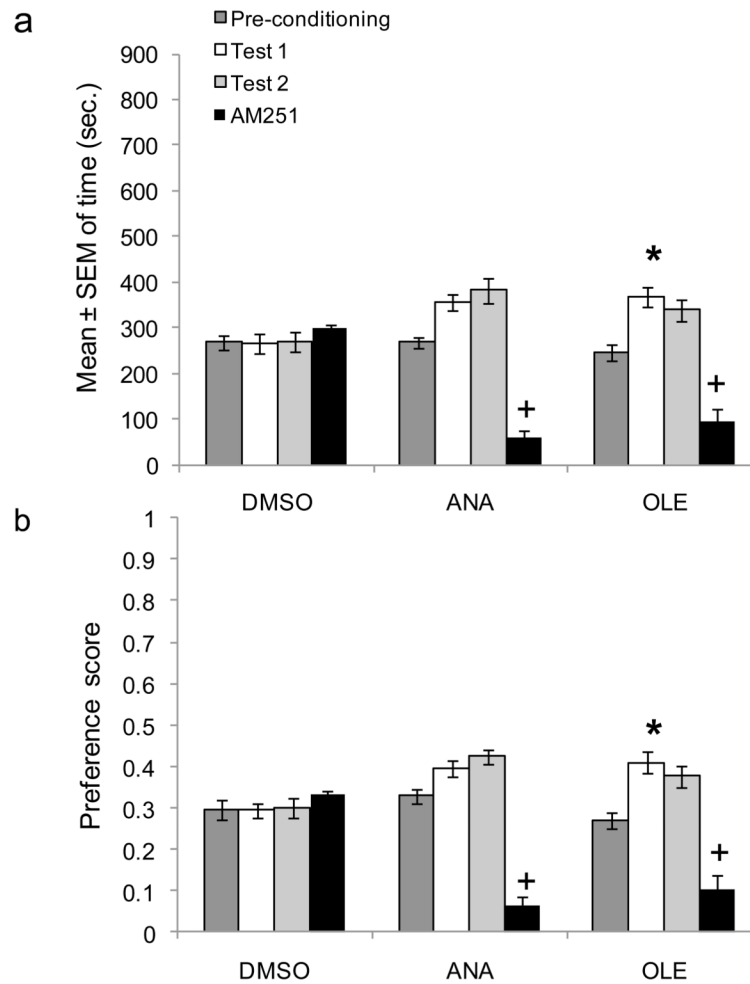 a
Pre-conditioning
Test 1
Test 2
AM251
Mean ± SEM of time (sec.)
900
800
700
600
500
400
300
200
100
0
*
+
+
DMSO ANA OLE
b
Preference score
1
0.9
0.8
0.7
0.6
0.5
0.4
0.3
0.2
0.1
0
*
+
+
DMSO ANA OLE